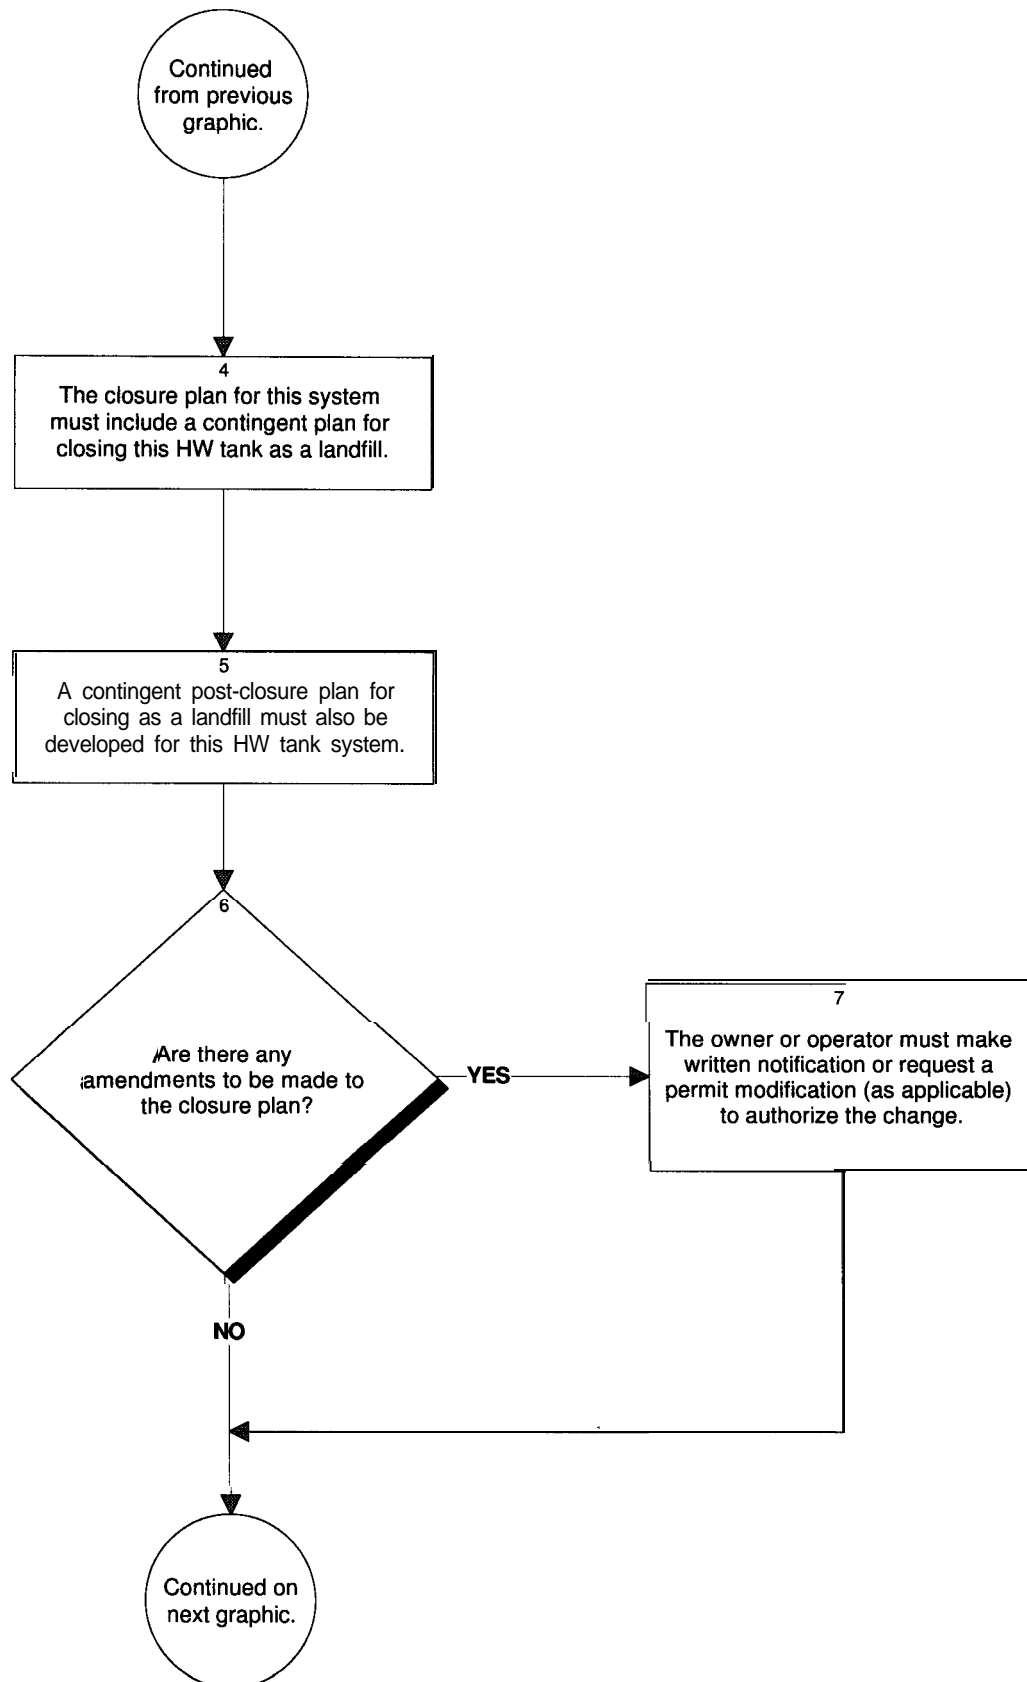 Continued
from previous
graphic.
4
The closure plan for this system
must include a contingent plan for
closing this HW tank as a landfill.
5
A contingent post-closure plan for
closing as a landfill must also be
developed for this HW tank system.
6
Are there any
amendments to be made to
the closure plan?
YES
7
The owner or operator must make
written notification or request a
permit modification (as applicable)
to authorize the change.
NO
Continued on
next graphic.